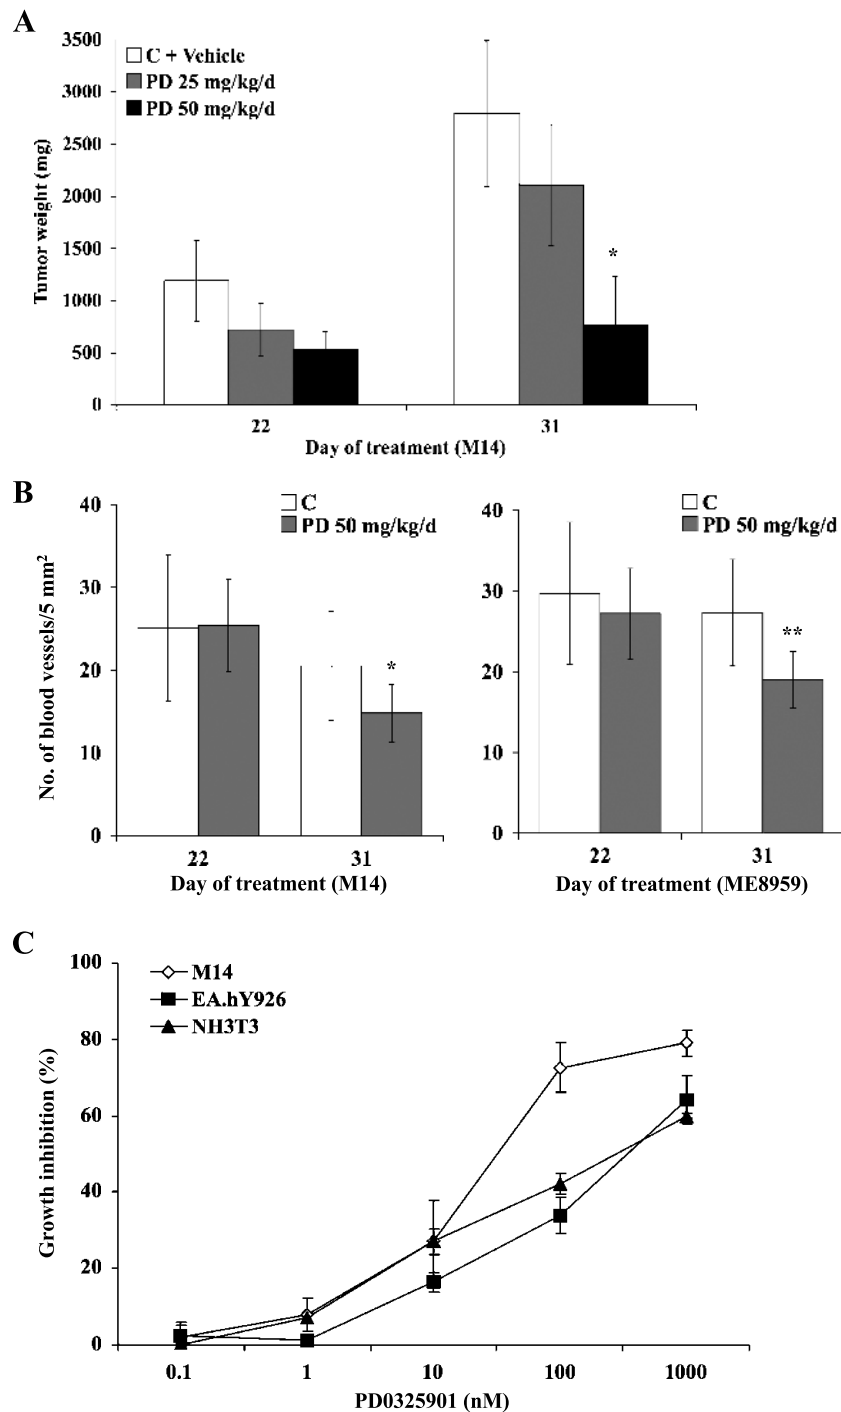 A
3500
3000
2500
2000
1500
1000
500
0
Tumor weight (mg)
C + Vehicle
PD 25 mg/kg/d
PD 50 mg/kg/d
*
22
31
Day of treatment (M14)
B
40
30
20
10
0
No. of blood vessels/5 mm²
C
PD 50 mg/kg/d
*
22
31
Day of treatment (M14)
40
30
20
10
0
C
PD 50 mg/kg/d
**
22
31
Day of treatment (ME8959)
C
100
80
60
40
20
0
Growth inhibition (%)
M14
EA.hY926
NH3T3
0.1
1
10
100
1000
PD0325901 (nM)